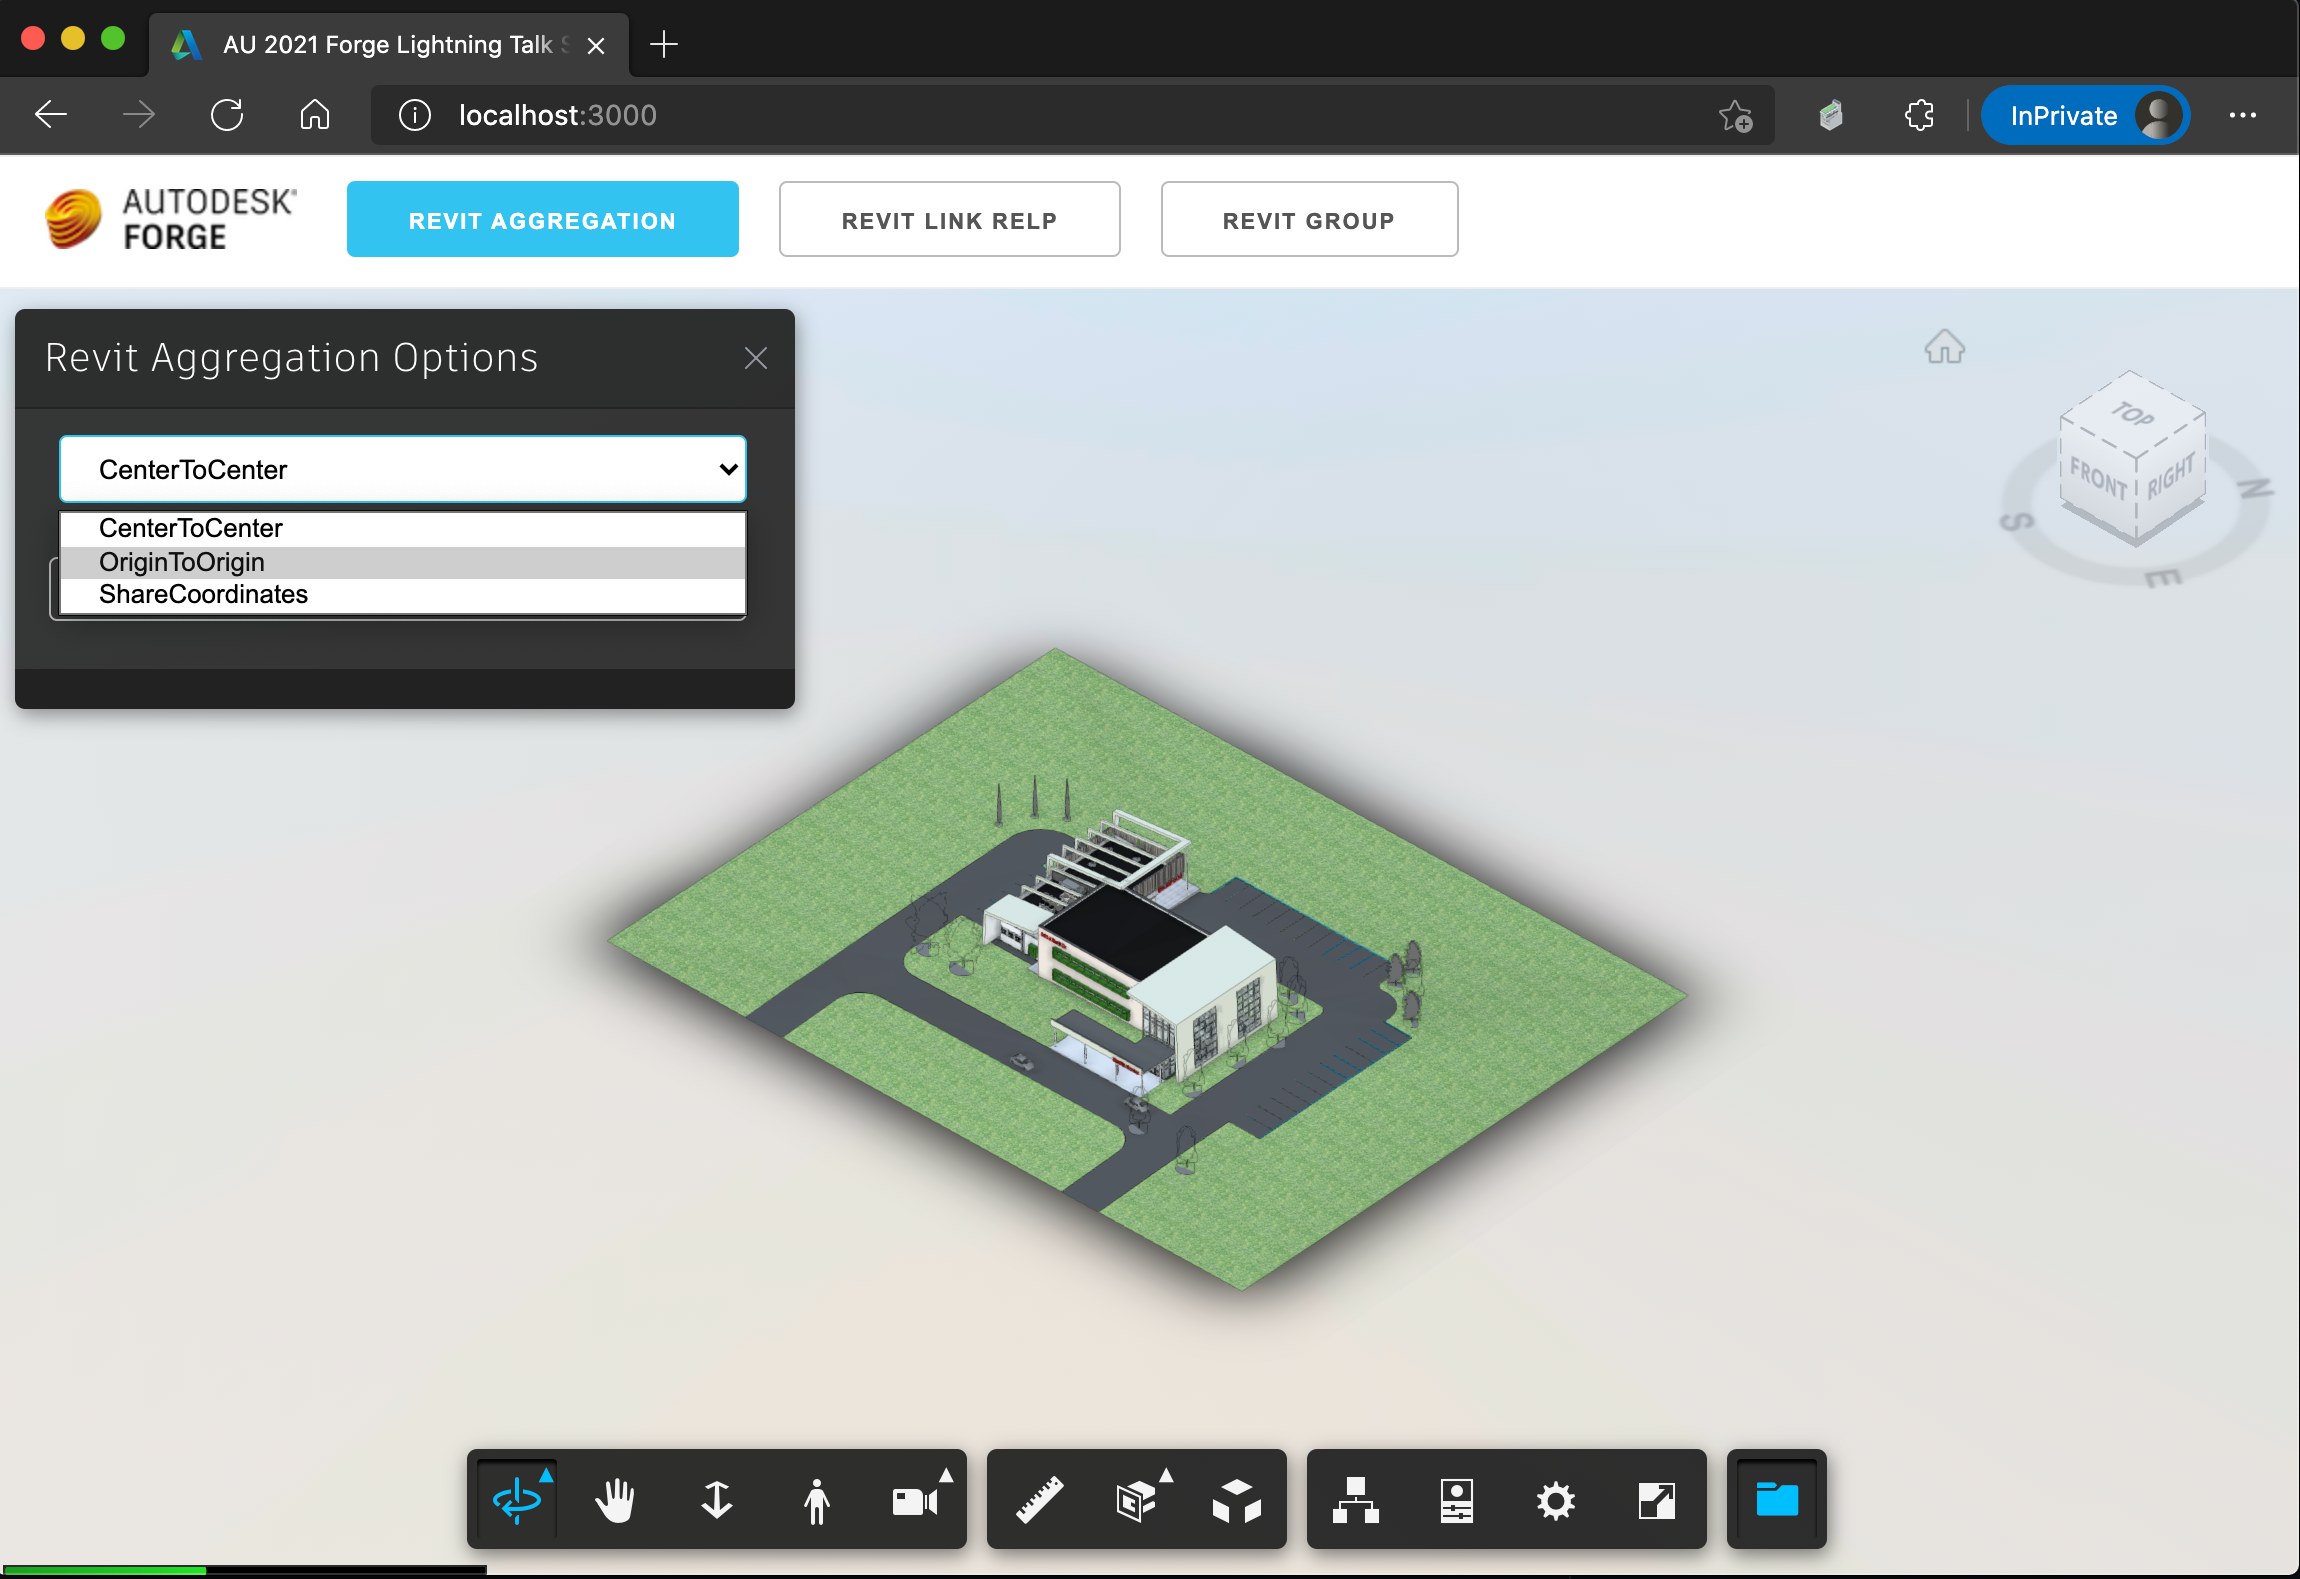 AU 2021 Forge Lightning Talk
localhost:3000
InPrivate
AUTODESK®
FORGE
REVIT AGGREGATION
REVIT LINK RELP
REVIT GROUP
Revit Aggregation Options
CenterToCenter
CenterToCenter
OriginToOrigin
ShareCoordinates
TOP
FRONT
RIGHT
S
E
N